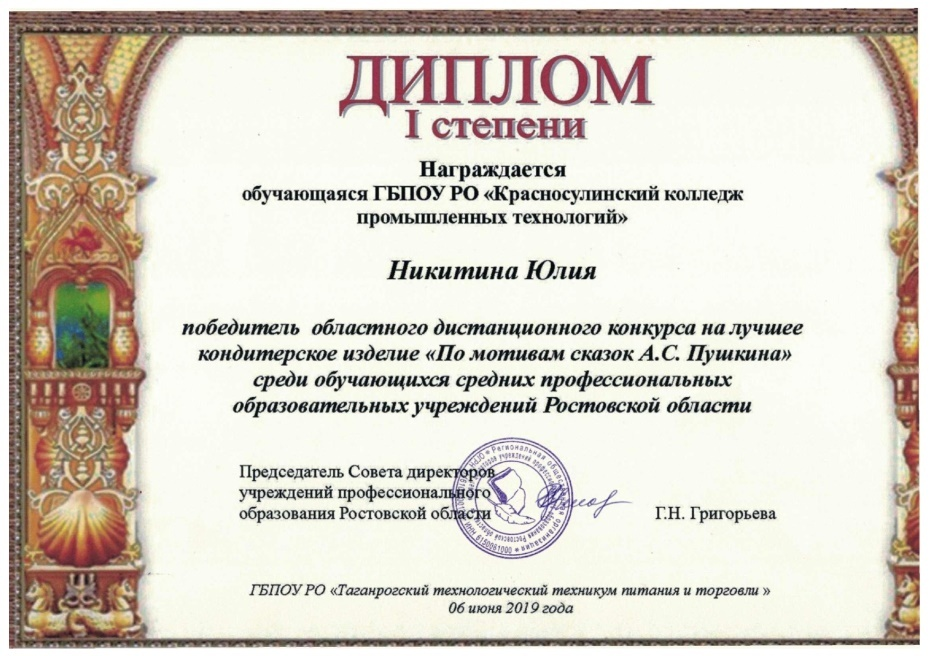 ДИПЛОМ
I степени
Награждается
обучающаяся ГБПОУ РО «Красносулинский колледж
промышленных технологий»
Никитина Юлия
победитель областного дистанционного конкурса на лучшее
кондитерское изделие «По мотивам сказок А.С. Пушкина»
среди обучающихся средних профессиональных
образовательных учреждений Ростовской области
Председатель Совета директоров
учреждений профессионального
образования Ростовской области
Г.Н. Григорьева
ГБПОУ РО «Таганрогский технологический техникум питания и торговли »
06 июня 2019 года